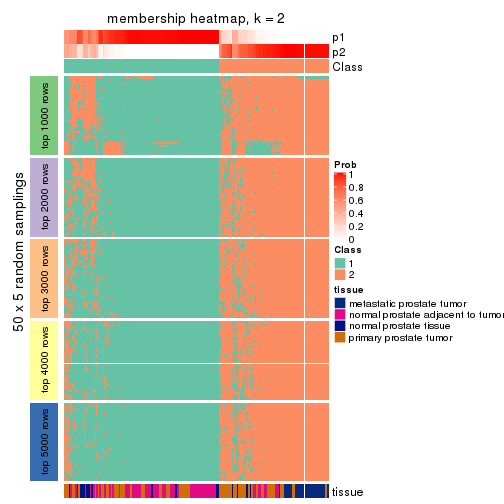 membership heatmap, k = 2
p1
p2
Class
50 x 5 random samplings
top 1000 rows
top 2000 rows
top 3000 rows
top 4000 rows
top 5000 rows
Prob
1
0.8
0.6
0.4
0.2
0
Class
1
2
tissue
metastatic prostate tumor
normal prostate adjacent to tumor
normal prostate tissue
primary prostate tumor
tissue